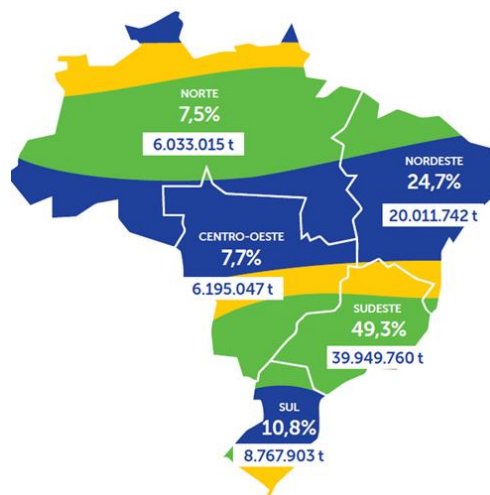 NORTE
7,5%
6.033.015 t
NORDESTE
24,7%
20.011.742 t
CENTRO-OESTE
7,7%
6.195.047 t
SUDESTE
49,3%
39.949.760 t
SUL
10,8%
8.767.903 t